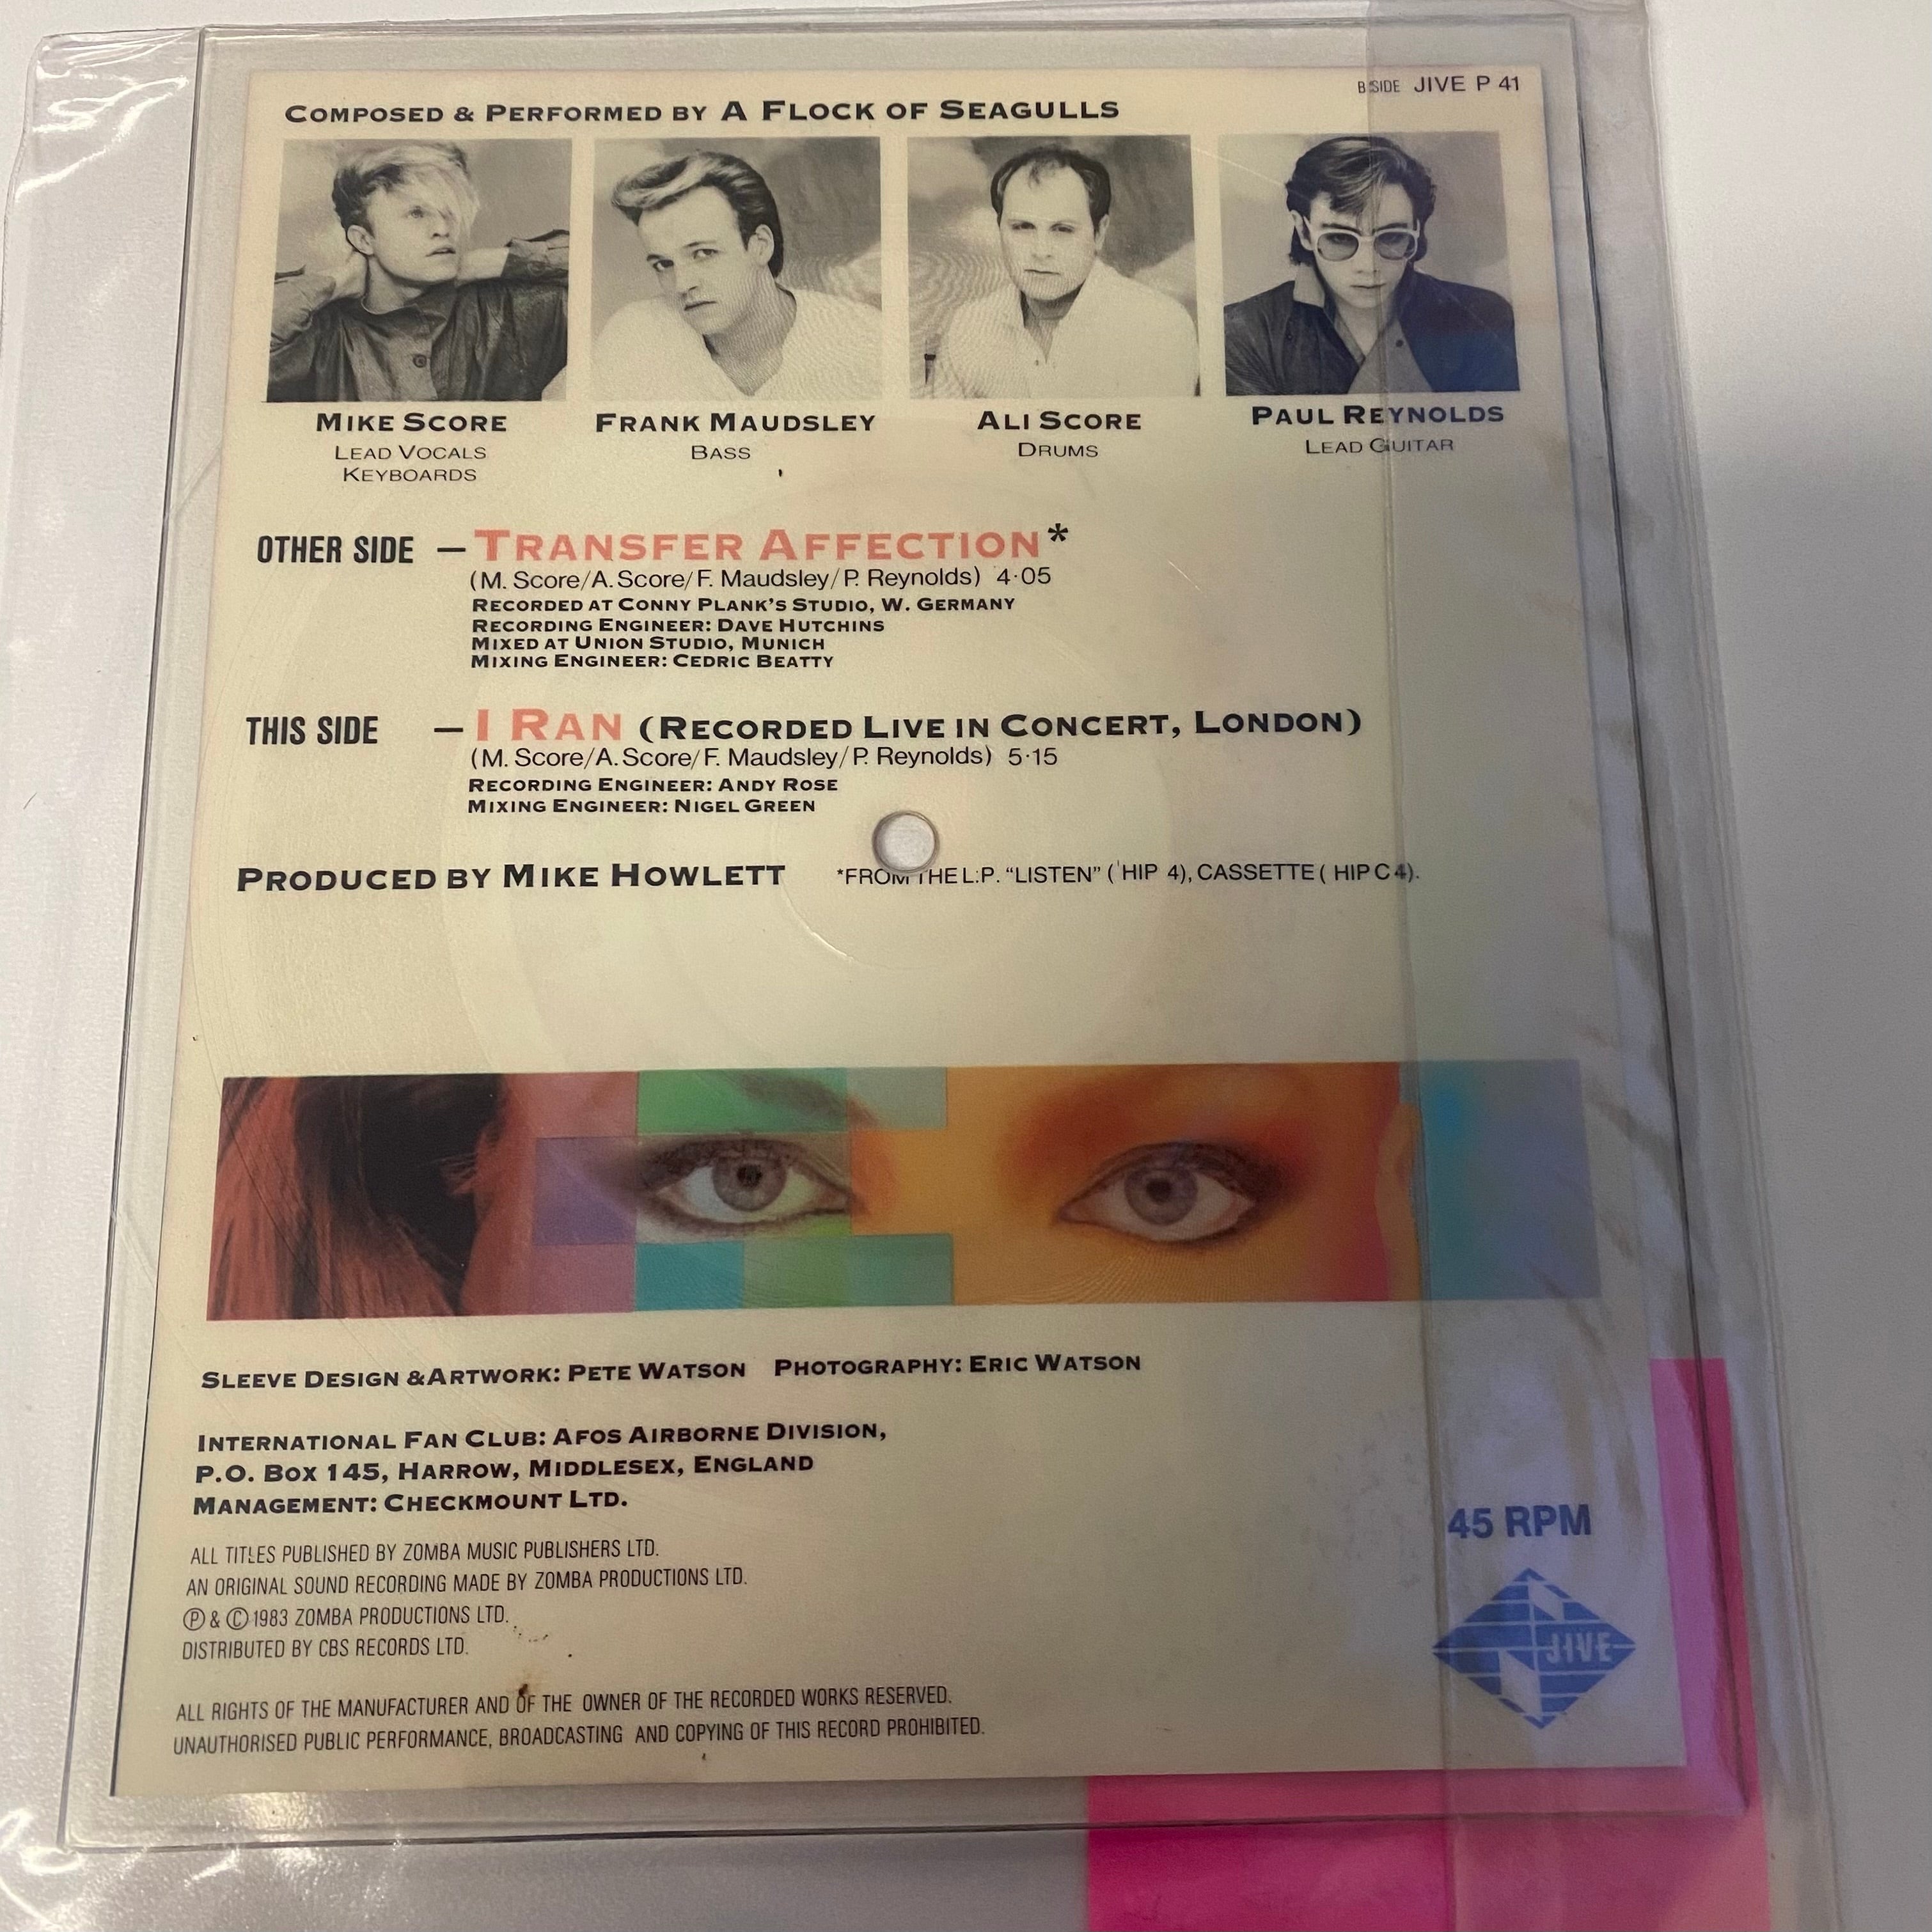 B SIDE JIVE P 41
COMPOSED & PERFORMED BY A FLOCK OF SEAGULLS
MIKE SCORE
LEAD VOCALS
KEYBOARDS
FRANK MAUDSLEY
BASS
ALI SCORE
DRUMS
PAUL REYNOLDS
LEAD GUITAR
OTHER SIDE – TRANSFER AFFECTION*
(M. Score/A. Score/F. Maudsley/P. Reynolds) 4·05
RECORDED AT CONNY PLANK'S STUDIO, W. GERMANY
RECORDING ENGINEER: DAVE HUTCHINS
MIXED AT UNION STUDIO, MUNICH
MIXING ENGINEER: CEDRIC BEATTY
THIS SIDE – I RAN (RECORDED LIVE IN CONCERT, LONDON)
(M. Score/A. Score/F. Maudsley/P. Reynolds) 5·15
RECORDING ENGINEER: ANDY ROSE
MIXING ENGINEER: NIGEL GREEN
PRODUCED BY MIKE HOWLETT
*FROM THE L.P. “LISTEN” (HIP 4), CASSETTE (HIP C 4).
SLEEVE DESIGN & ARTWORK: PETE WATSON PHOTOGRAPHY: ERIC WATSON
INTERNATIONAL FAN CLUB: AFOS AIRBORNE DIVISION,
P.O. BOX 145, HARROW, MIDDLESEX, ENGLAND
MANAGEMENT: CHECKMOUNT LTD.
ALL TITLES PUBLISHED BY ZOMBA MUSIC PUBLISHERS LTD.
AN ORIGINAL SOUND RECORDING MADE BY ZOMBA PRODUCTIONS LTD.
Ⓟ & © 1983 ZOMBA PRODUCTIONS LTD.
DISTRIBUTED BY CBS RECORDS LTD.
ALL RIGHTS OF THE MANUFACTURER AND OF THE OWNER OF THE RECORDED WORKS RESERVED.
UNAUTHORISED PUBLIC PERFORMANCE, BROADCASTING AND COPYING OF THIS RECORD PROHIBITED.
45 RPM
JIVE